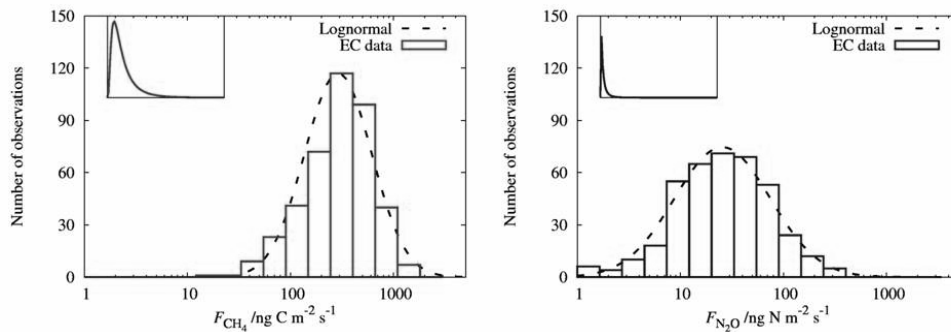 150
120
90
60
30
0
Number of observations
Lognormal
EC data
1 10 100 1000
F_CH4 /ng C m⁻² s⁻¹
150
120
90
60
30
0
Number of observations
Lognormal
EC data
1 10 100 1000
F_N2O /ng N m⁻² s⁻¹